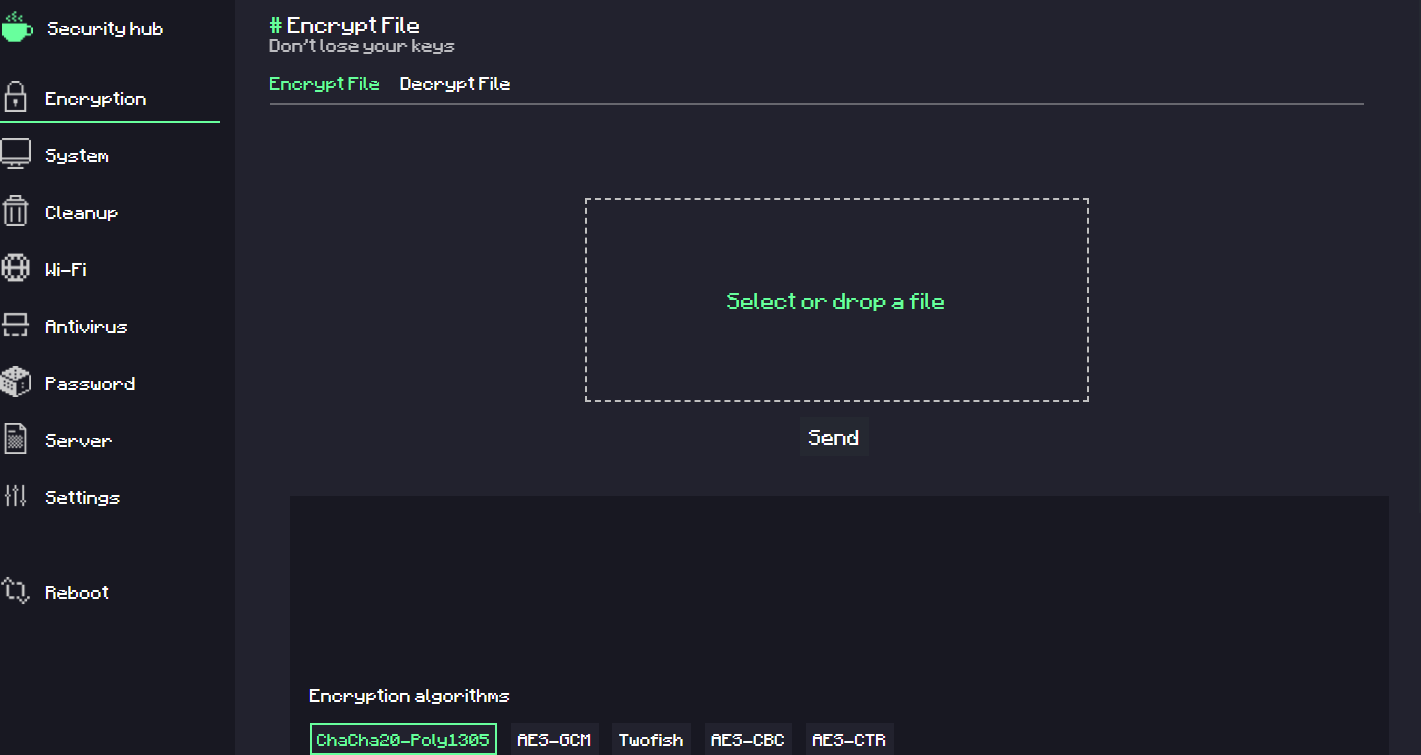 Security hub
Encryption
System
Cleanup
Wi-Fi
Antivirus
Password
Server
Settings
Reboot
# Encrypt File
Don't lose your keys
Encrypt File Decrypt File
Select or drop a file
Send
Encryption algorithms
ChaCha20-Poly1305 AES-GCM Twofish AES-CBC AES-CTR